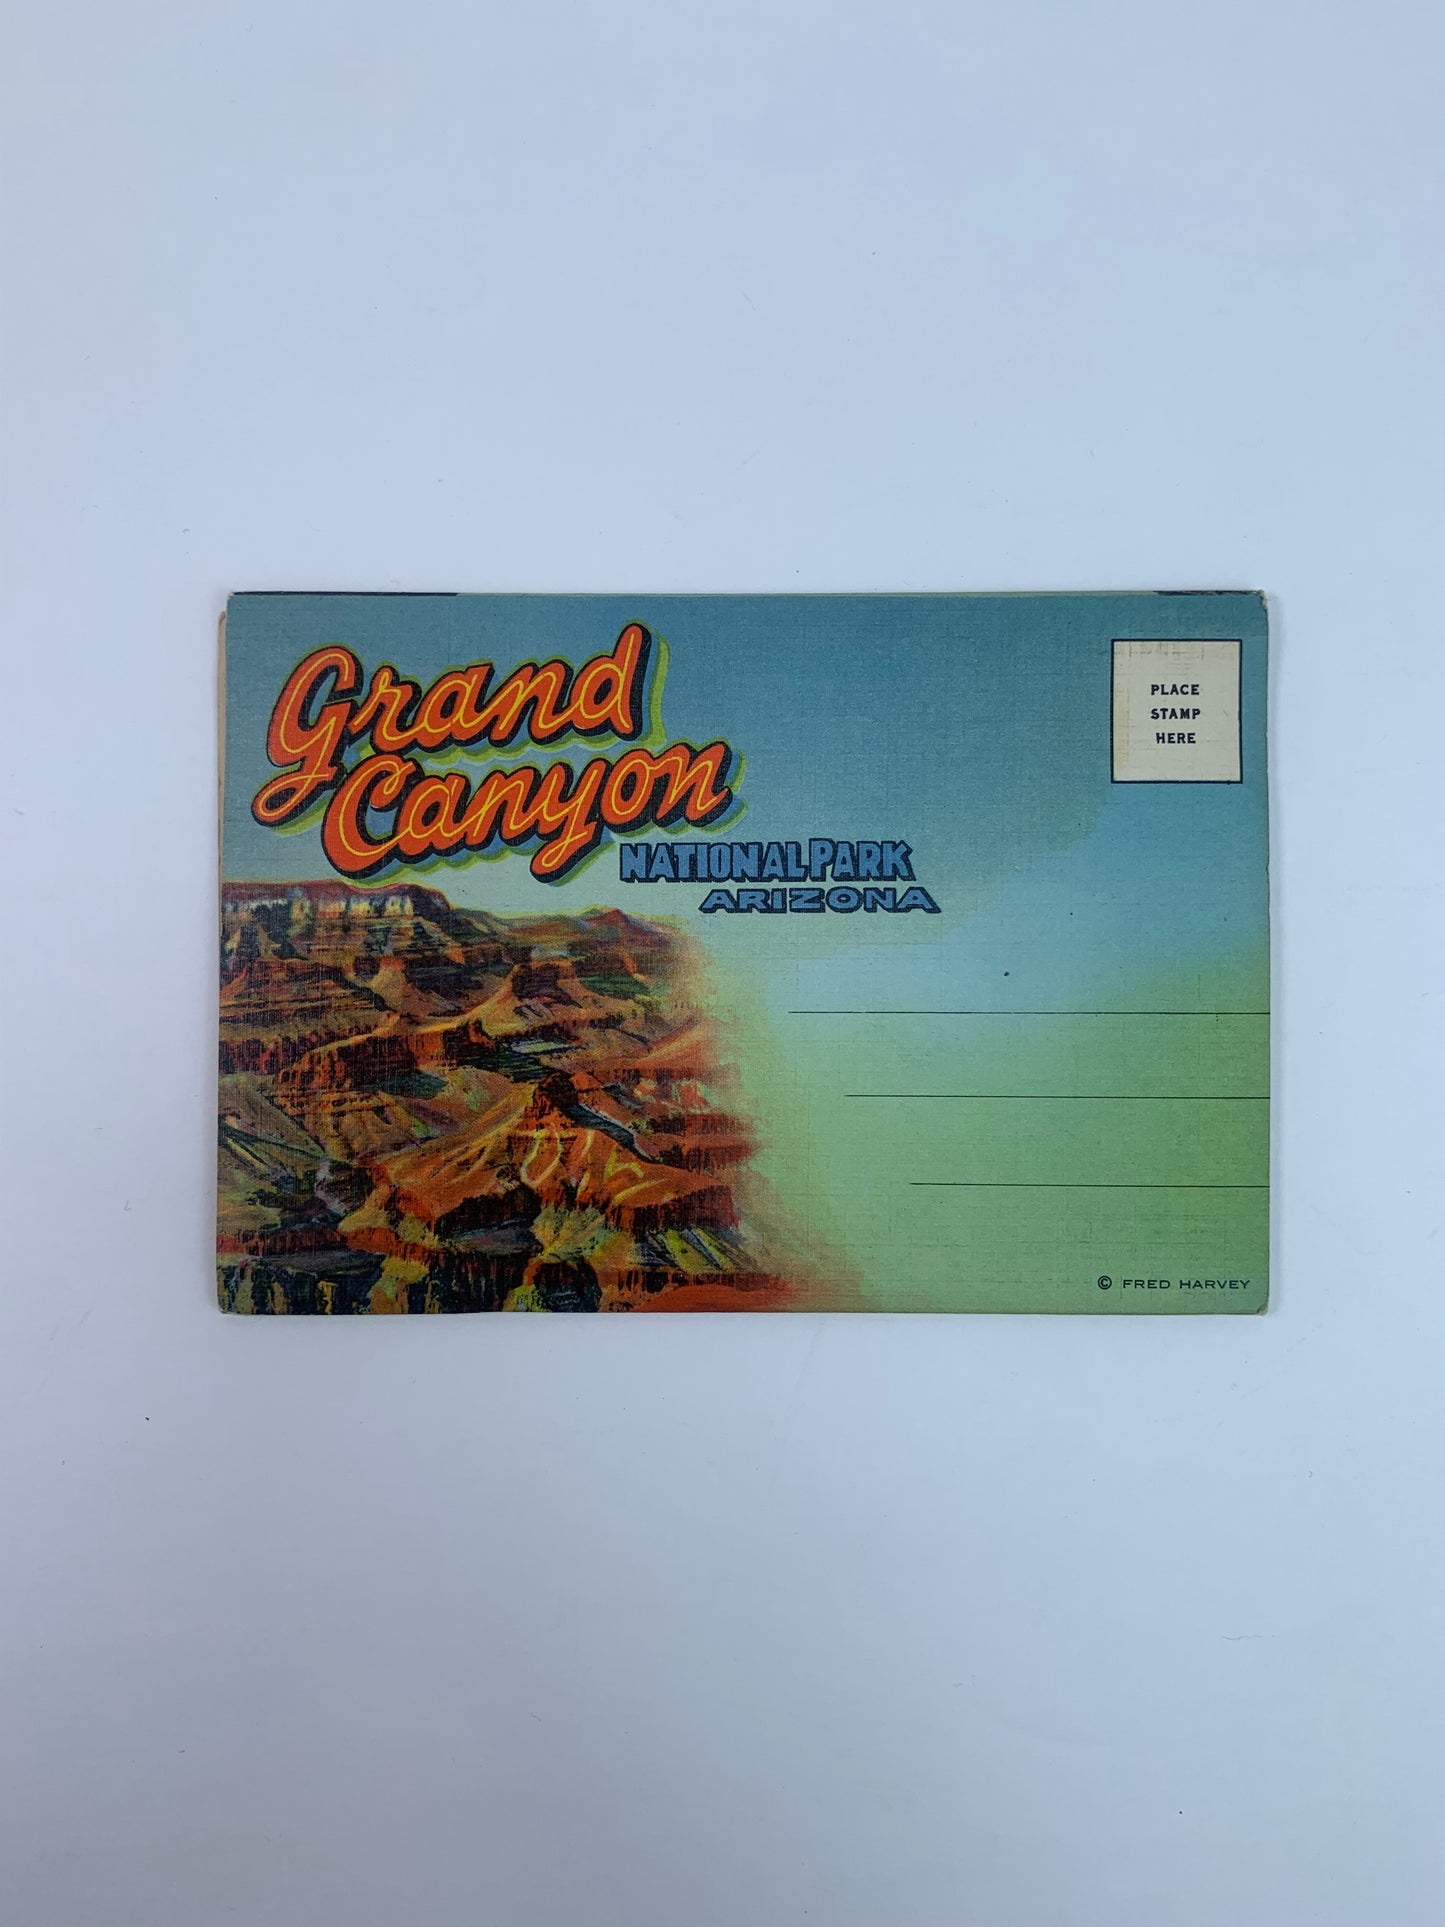 Grand
Canyon
NATIONAL PARK
ARIZONA
PLACE
STAMP
HERE
© FRED HARVEY